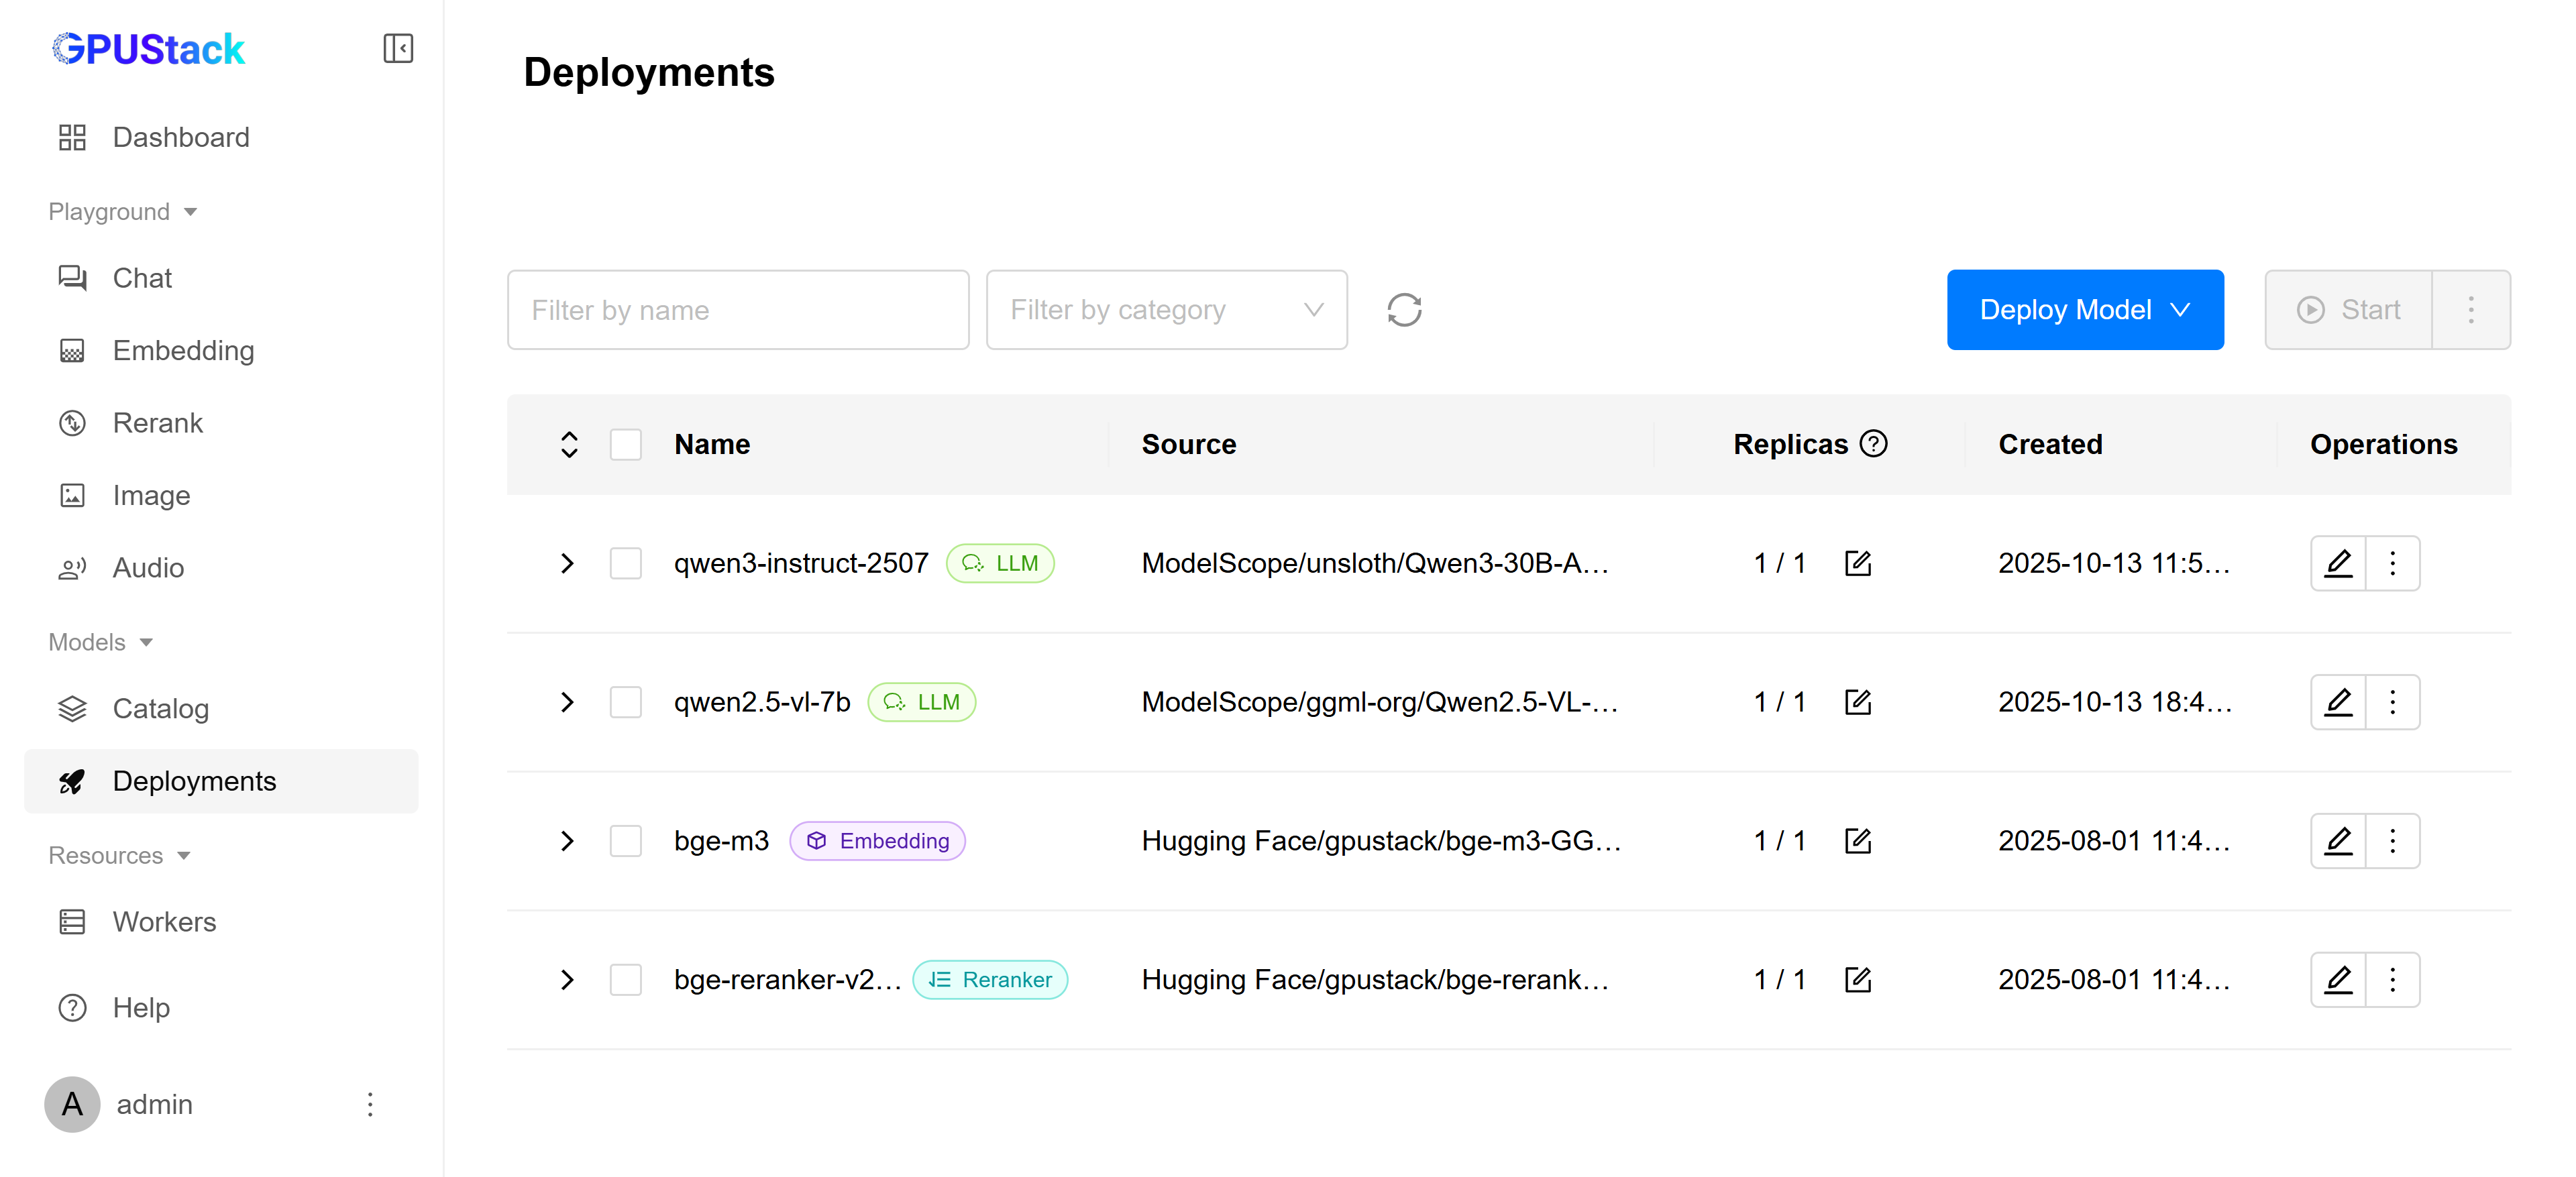 GPUStack
Dashboard
Playground
Chat
Embedding
Rerank
Image
Audio
Models
Catalog
Deployments
Resources
Workers
Help
A admin
Deployments
Filter by name Filter by category Deploy Model Start
Name Source Replicas Created Operations
qwen3-instruct-2507 LLM ModelScope/unsloth/Qwen3-30B-A... 1 / 1 2025-10-13 11:5...
qwen2.5-vl-7b LLM ModelScope/ggml-org/Qwen2.5-VL-... 1 / 1 2025-10-13 18:4...
bge-m3 Embedding Hugging Face/gpustack/bge-m3-GG... 1 / 1 2025-08-01 11:4...
bge-reranker-v2... Reranker Hugging Face/gpustack/bge-rerank... 1 / 1 2025-08-01 11:4...